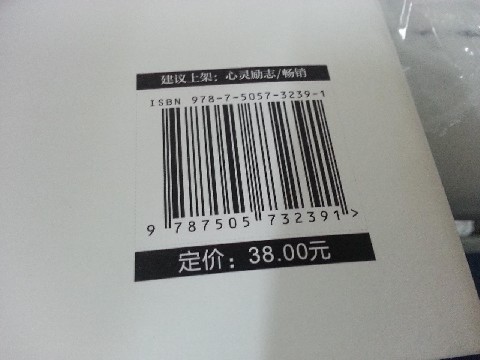 建议上架：心灵励志/畅销
ISBN 978-7-5057-3239-1
9 787505 732391 >
定价：38.00元